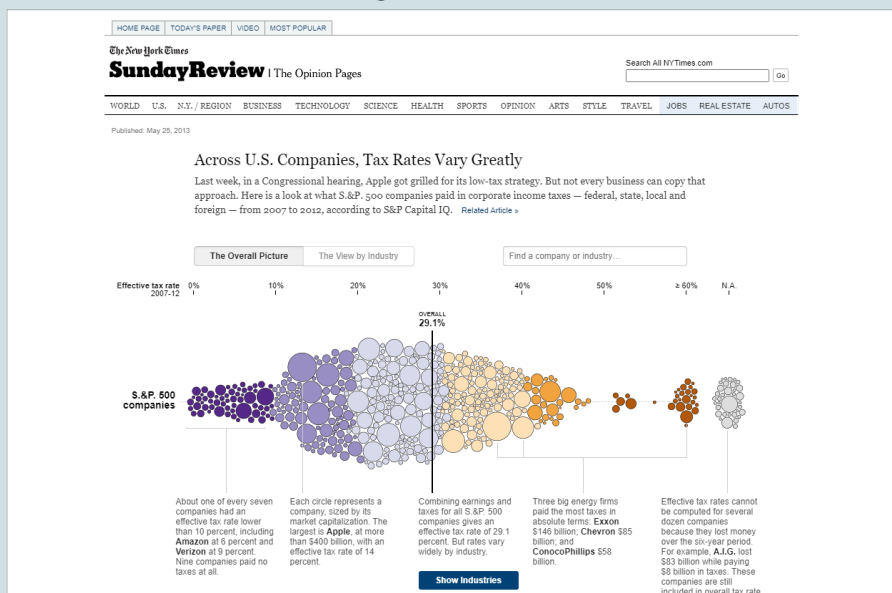 HOME PAGE TODAY'S PAPER VIDEO MOST POPULAR
The New York Times
SundayReview | The Opinion Pages
Search All NYTimes.com
Go
WORLD U.S. N.Y. / REGION BUSINESS TECHNOLOGY SCIENCE HEALTH SPORTS OPINION ARTS STYLE TRAVEL JOBS REAL ESTATE AUTOS
Published: May 25, 2013
Across U.S. Companies, Tax Rates Vary Greatly
Last week, in a Congressional hearing, Apple got grilled for its low-tax strategy. But not every business can copy that
approach. Here is a look at what S.&P. 500 companies paid in corporate income taxes — federal, state, local and
foreign — from 2007 to 2012, according to S&P Capital IQ. Related Article »
The Overall Picture The View by Industry Find a company or industry...
Effective tax rate 0% 10% 20% 30% 40% 50% ≥ 60% N.A.
2007-12
OVERALL
29.1%
S.&P. 500
companies
About one of every seven
companies had an
effective tax rate lower
than 10 percent, including
Amazon at 6 percent and
Verizon at 9 percent.
Nine companies paid no
taxes at all.
Each circle represents a
company, sized by its
market capitalization. The
largest is Apple, at more
than $400 billion, with an
effective tax rate of 14
percent.
Combining earnings and
taxes for all S.&P. 500
companies gives an
effective tax rate of 29.1
percent. But rates vary
widely by industry.
Show Industries
Three big energy firms
paid the most taxes in
absolute terms: Exxon
$146 billion; Chevron $85
billion; and
ConocoPhillips $58
billion.
Effective tax rates cannot
be computed for several
dozen companies
because they lost money
over the six-year period.
For example, A.I.G. lost
$83 billion while paying
$8 billion in taxes. These
companies are still
included in overall tax rate